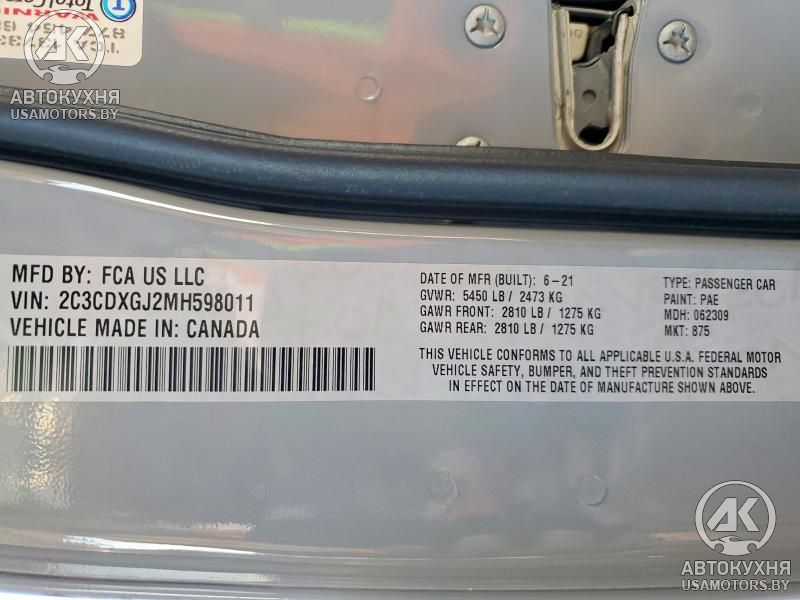 TotalCar
WARNING
АВТОКУХНЯ
USAMOTORS.BY
MFD BY: FCA US LLC
VIN: 2C3CDXGJ2MH598011
VEHICLE MADE IN: CANADA
DATE OF MFR (BUILT): 6-21
GVWR: 5450 LB / 2473 KG
GAWR FRONT: 2810 LB / 1275 KG
GAWR REAR: 2810 LB / 1275 KG
TYPE: PASSENGER CAR
PAINT: PAE
MDH: 062309
MKT: 875
THIS VEHICLE CONFORMS TO ALL APPLICABLE U.S.A. FEDERAL MOTOR
VEHICLE SAFETY, BUMPER, AND THEFT PREVENTION STANDARDS
IN EFFECT ON THE DATE OF MANUFACTURE SHOWN ABOVE.
АК
АВТОКУХНЯ
USAMOTORS.BY